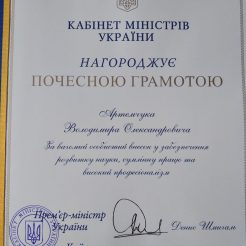 КАБІНЕТ МІНІСТРІВ
УКРАЇНИ
НАГОРОДЖУЄ
ПОЧЕСНОЮ ГРАМОТОЮ
Артемчука
Володимира Олександровича
За вагомий особистий внесок у забезпечення
розвитку науки, сумлінну працю та
високий професіоналізм
Прем'єр-міністр
України
Денис Шмигаль